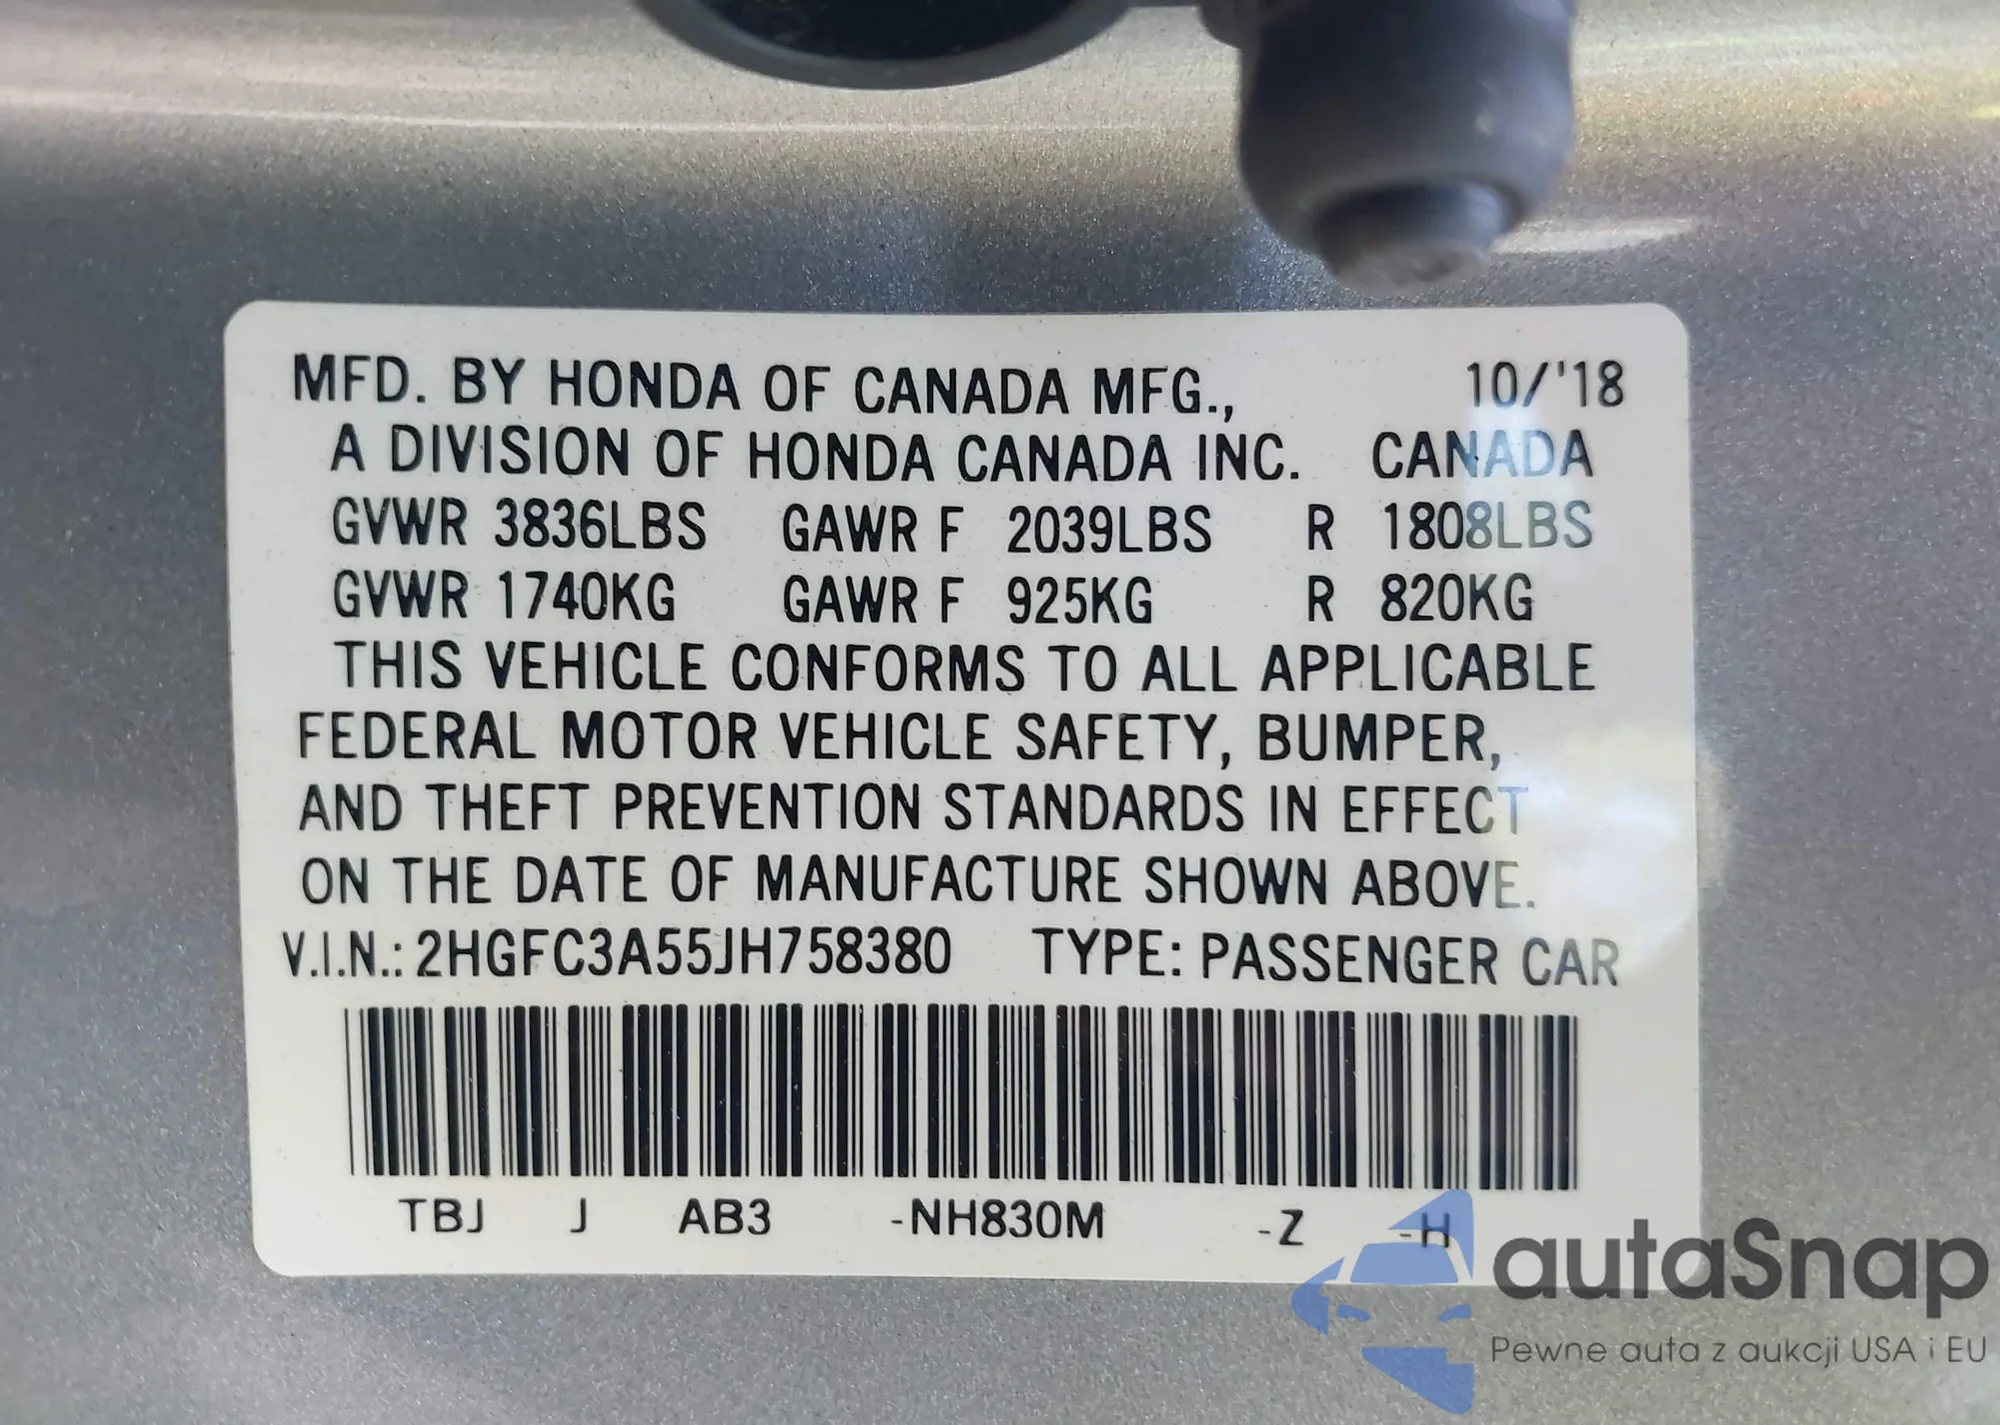 MFD. BY HONDA OF CANADA MFG., 10/'18
A DIVISION OF HONDA CANADA INC. CANADA
GVWR 3836LBS GAWR F 2039LBS R 1808LBS
GVWR 1740KG GAWR F 925KG R 820KG
THIS VEHICLE CONFORMS TO ALL APPLICABLE
FEDERAL MOTOR VEHICLE SAFETY, BUMPER,
AND THEFT PREVENTION STANDARDS IN EFFECT
ON THE DATE OF MANUFACTURE SHOWN ABOVE.
V.I.N.: 2HGFC3A55JH758380 TYPE: PASSENGER CAR
TBJ J AB3 -NH830M -Z -H
autaSnap
Pewne auta z aukcji USA i EU